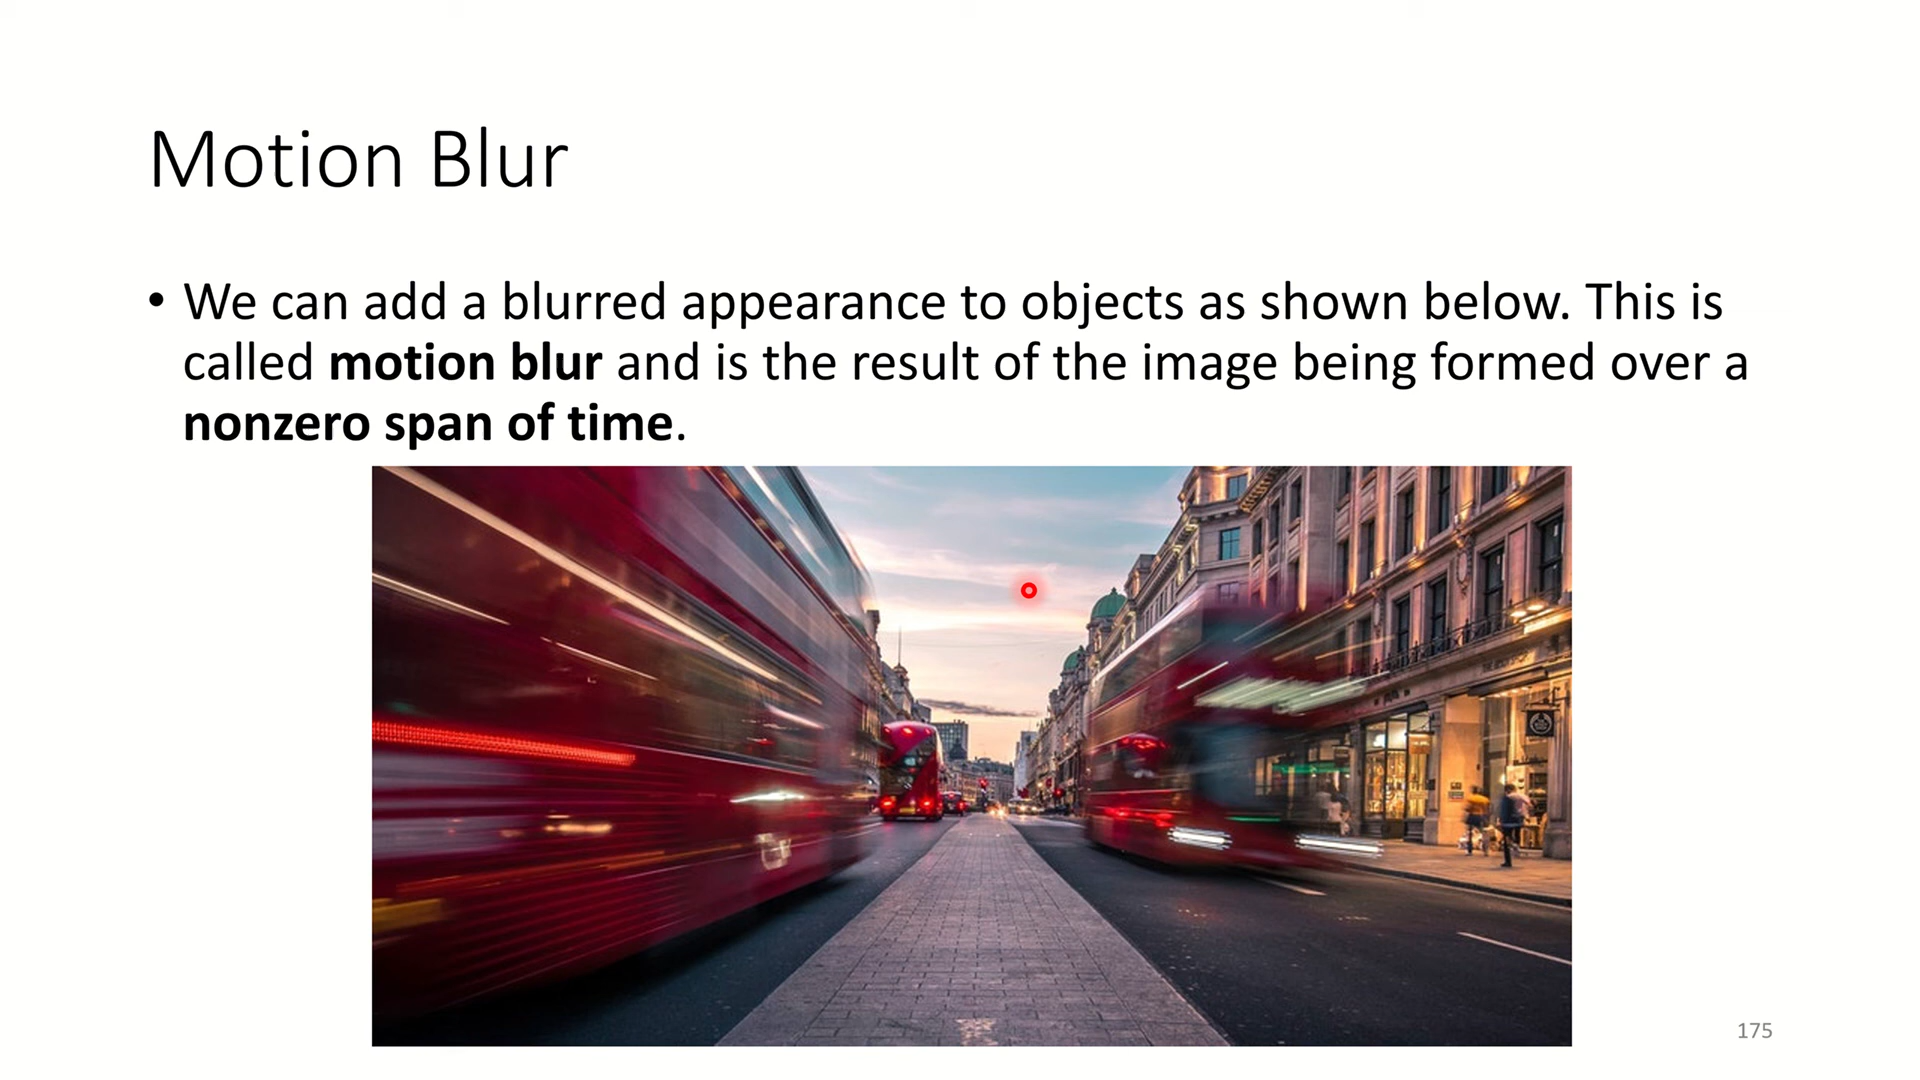 Motion Blur
• We can add a blurred appearance to objects as shown below. This is
called motion blur and is the result of the image being formed over a
nonzero span of time.
175